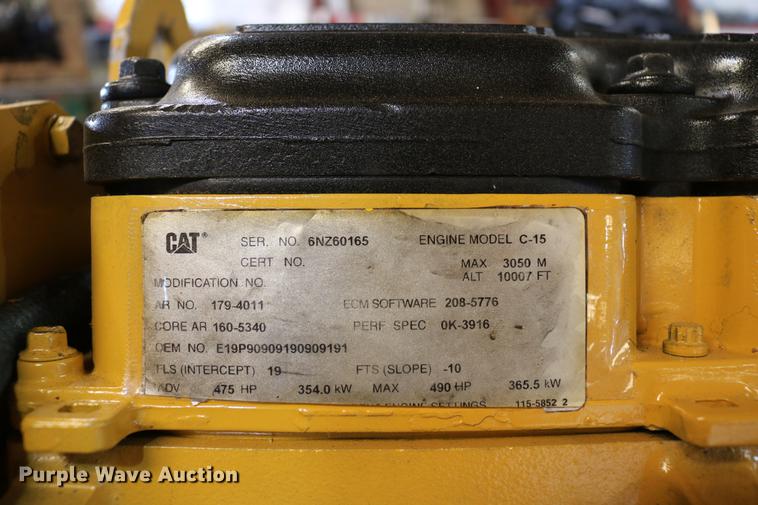 CAT® SER. NO. 6NZ60165 ENGINE MODEL C-15
CERT NO. MAX 3050 M
MODIFICATION NO. ALT 10007 FT
AR NO. 179-4011 ECM SOFTWARE 208-5776
CORE AR 160-5340 PERF SPEC 0K-3916
OEM NO. E19P90909190909191
FLS (INTERCEPT) 19 FTS (SLOPE) -10
ADV 475 HP 354.0 kW MAX 490 HP 365.5 kW
ENGINE SETTINGS 115-5852 2
Purple Wave Auction